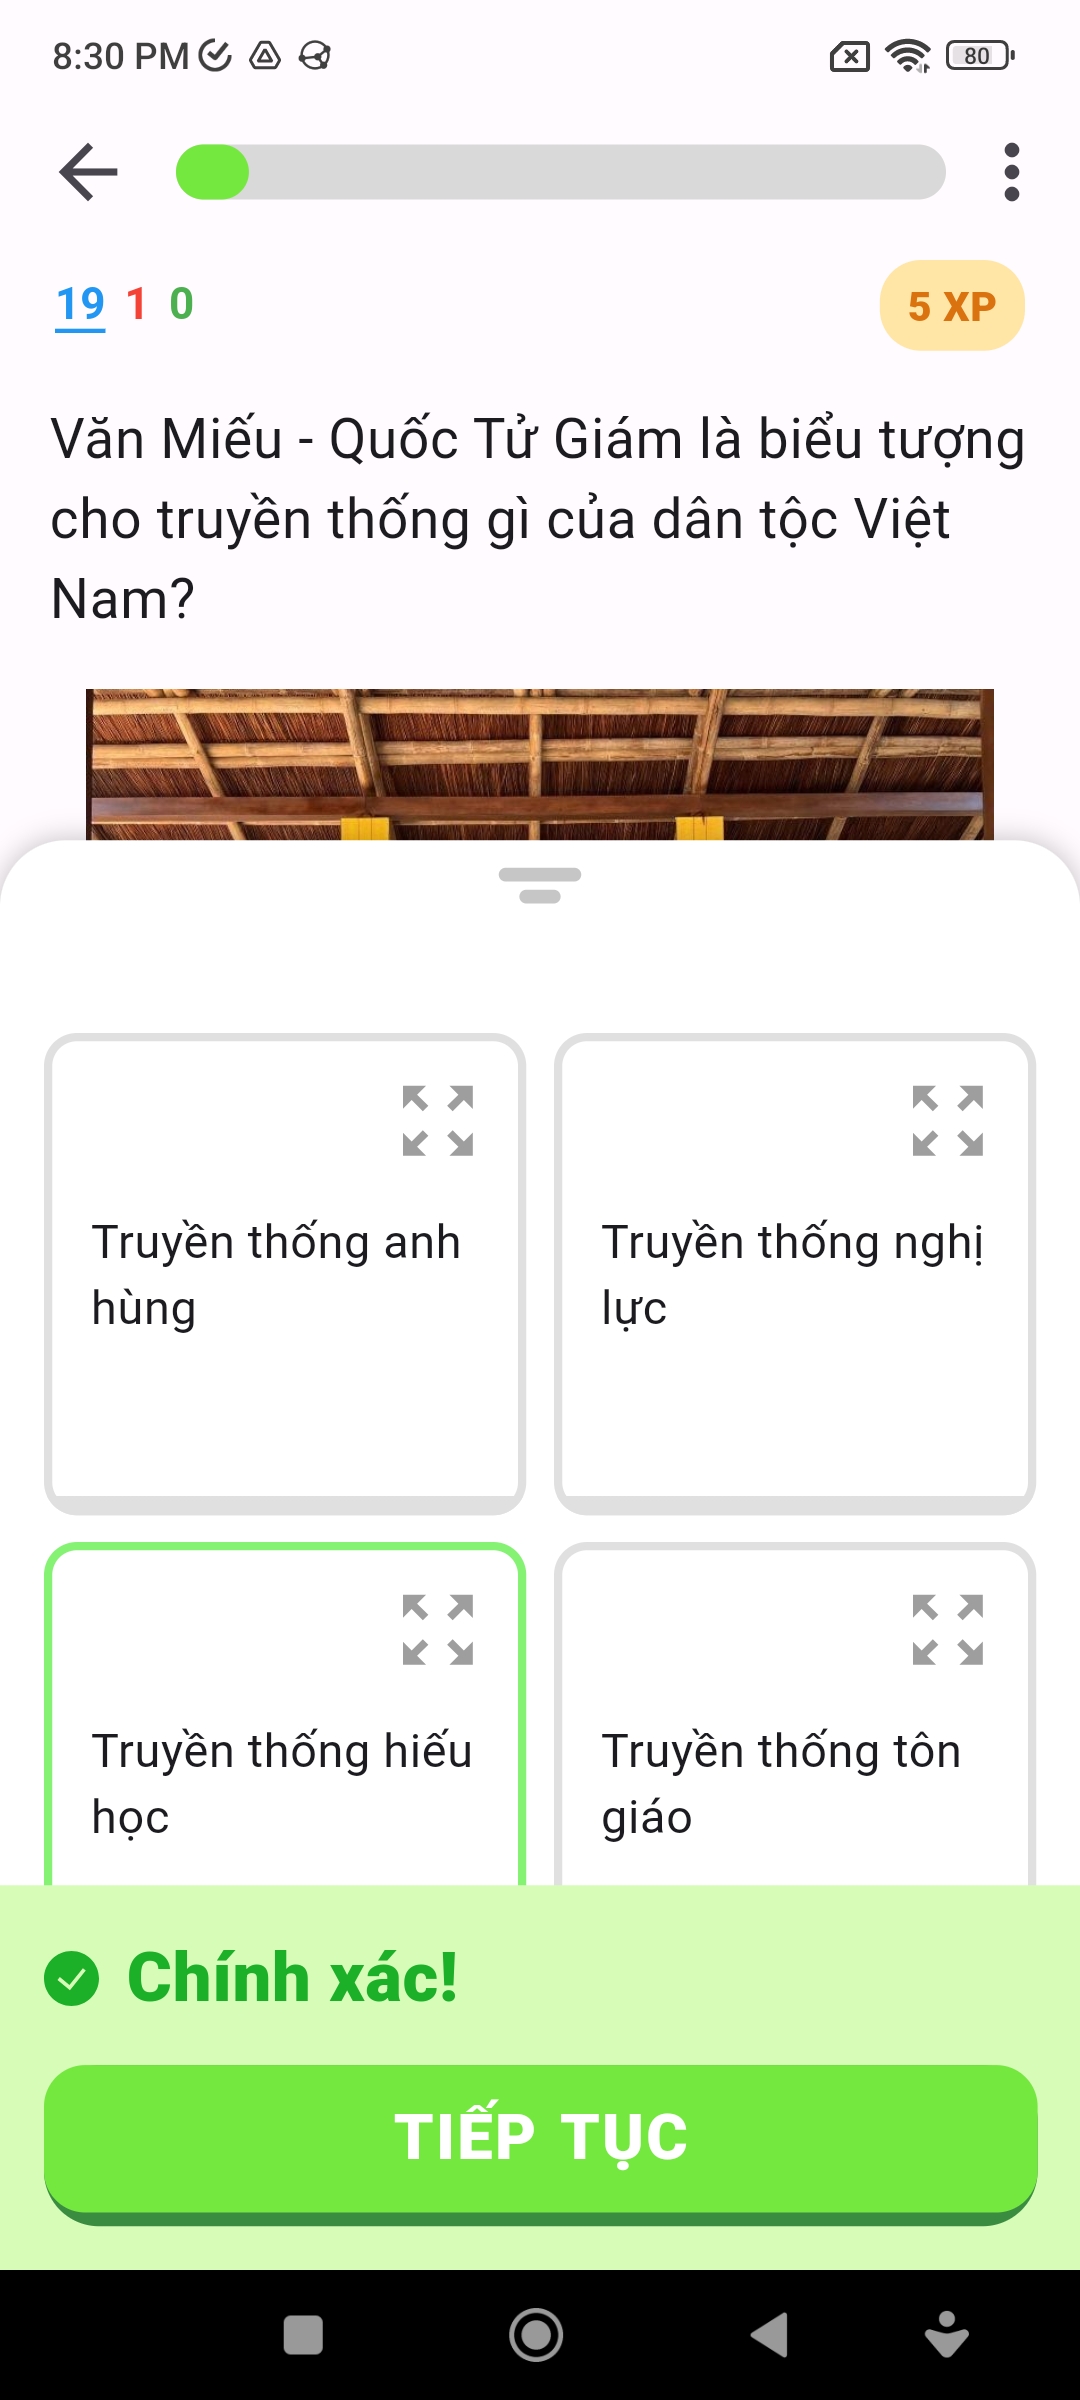 8:30 PM
80
19 1 0
5 XP
Văn Miếu - Quốc Tử Giám là biểu tượng
cho truyền thống gì của dân tộc Việt
Nam?
Truyền thống anh
hùng
Truyền thống nghị
lực
Truyền thống hiếu
học
Truyền thống tôn
giáo
Chính xác!
TIẾP TỤC